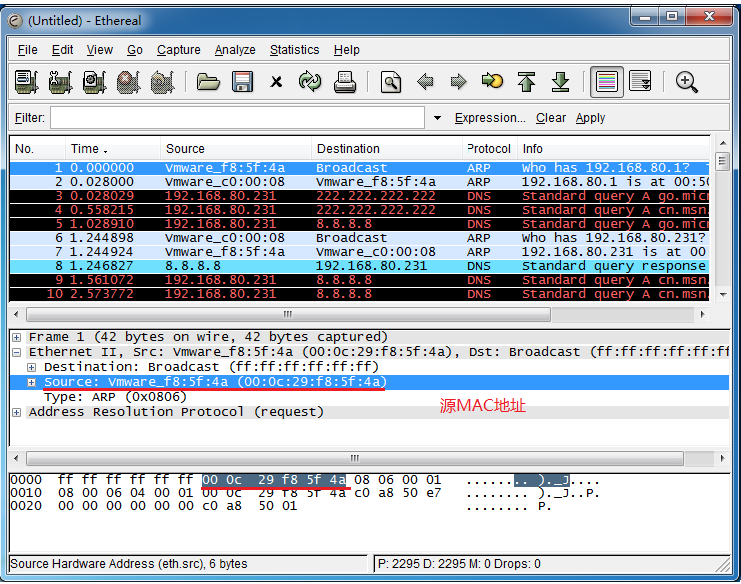 (Untitled) - Ethereal
File Edit View Go Capture Analyze Statistics Help
Filter: Expression... Clear Apply
No. Time Source Destination Protocol Info
1 0.000000 Vmware_f8:5f:4a Broadcast ARP Who has 192.168.80.1?
2 0.028000 Vmware_c0:00:08 Vmware_f8:5f:4a ARP 192.168.80.1 is at 00:50
3 0.028029 192.168.80.231 222.222.222.222 DNS Standard query A go.micr
4 0.558215 192.168.80.231 222.222.222.222 DNS Standard query A cn.msn.
5 1.028910 192.168.80.231 8.8.8.8 DNS Standard query A go.micr
6 1.244898 Vmware_c0:00:08 Broadcast ARP Who has 192.168.80.231?
7 1.244924 Vmware_f8:5f:4a Vmware_c0:00:08 ARP 192.168.80.231 is at 00
8 1.246827 8.8.8.8 192.168.80.231 DNS Standard query response
9 1.561072 192.168.80.231 8.8.8.8 DNS Standard query A cn.msn.
10 2.573772 192.168.80.231 8.8.8.8 DNS Standard query A cn.msn.
Frame 1 (42 bytes on wire, 42 bytes captured)
Ethernet II, Src: Vmware_f8:5f:4a (00:0c:29:f8:5f:4a), Dst: Broadcast (ff:ff:ff:ff:ff:ff
Destination: Broadcast (ff:ff:ff:ff:ff:ff)
Source: Vmware_f8:5f:4a (00:0c:29:f8:5f:4a)
Type: ARP (0x0806)
源MAC地址
Address Resolution Protocol (request)
0000 ff ff ff ff ff ff 00 0c 29 f8 5f 4a 08 06 00 01 ........ )._J....
0010 08 00 06 04 00 01 00 0c 29 f8 5f 4a c0 a8 50 e7 ........ )._J..P.
0020 00 00 00 00 00 00 c0 a8 50 01 ........ P.
Source Hardware Address (eth.src), 6 bytes P: 2295 D: 2295 M: 0 Drops: 0